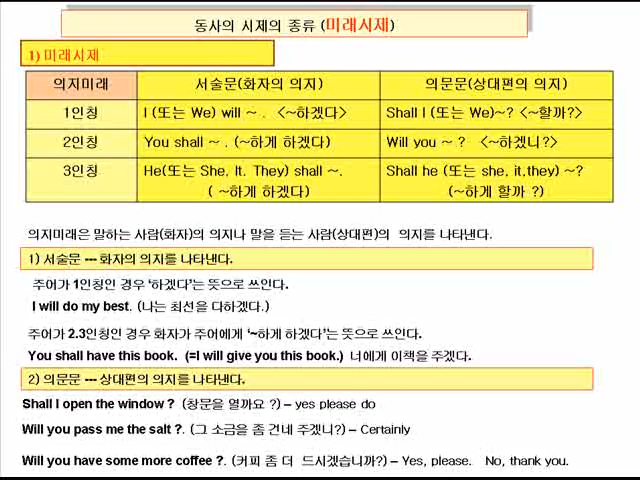 동사의 시제의 종류 (미래시재)
1) 미래시재
의지미래 서술문(화자의 의지) 의문문(상대편의 의지)
1인칭 I (또는 We) will ~ . <~하겠다> Shall I (또는 We)~? <~할까?>
2인칭 You shall ~ . (~하게 하겠다) Will you ~ ? <~하겠니?>
3인칭 He(또는 She, It. They) shall ~. Shall he (또는 she, it,they) ~?
( ~하게 하겠다) (~하게 할까 ?)
의지미래은 말하는 사람(화자)의 의지나 말을 듣는 사람(상대편)의 의지를 나타낸다.
1) 서술문 --- 화자의 의지를 나타낸다.
주어가 1인칭인 경우 '하겠다'는 뜻으로 쓰인다.
I will do my best. (나는 최선을 다하겠다.)
주어가 2.3인칭인 경우 화자가 주어에게 '~하게 하겠다'는 뜻으로 쓰인다.
You shall have this book. (=I will give you this book.) 너에게 이책을 주겠다.
2) 의문문 --- 상대편의 의지를 나타낸다.
Shall I open the window ? (창문을 열까요 ?) – yes please do
Will you pass me the salt ?. (그 소금을 좀 건네 주겠니?) – Certainly
Will you have some more coffee ?. (커피 좀 더 드시겠습니까?) – Yes, please. No, thank you.